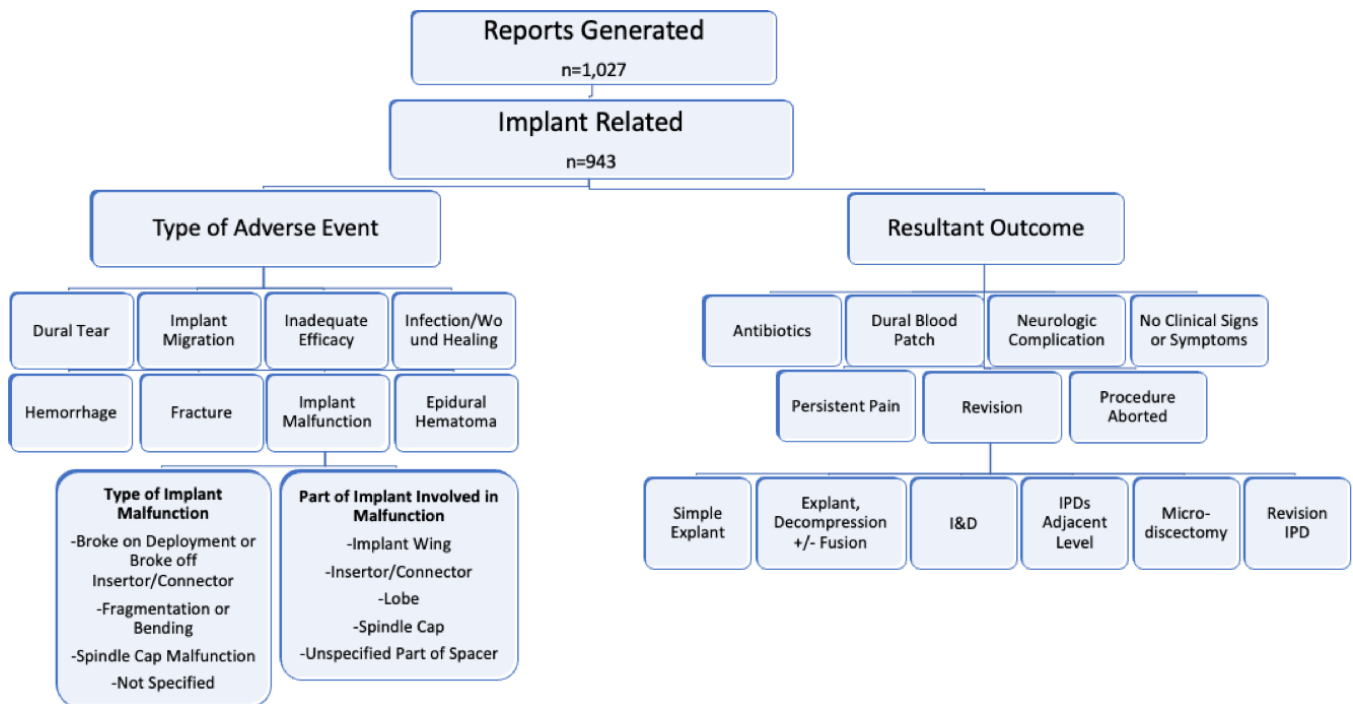 Reports Generated
n=1,027
Implant Related
n=943
Type of Adverse Event
Resultant Outcome
Dural Tear
Implant
Migration
Inadequate
Efficacy
Infection/Wo
und Healing
Hemorrhage
Fracture
Implant
Malfunction
Epidural
Hematoma
Type of Implant
Malfunction
-Broke on Deployment or
Broke off
Insertor/Connector
-Fragmentation or
Bending
-Spindle Cap Malfunction
-Not Specified
Part of Implant Involved in
Malfunction
-Implant Wing
-Insertor/Connector
-Lobe
-Spindle Cap
-Unspecified Part of Spacer
Antibiotics
Dural Blood
Patch
Neurologic
Complication
No Clinical Signs
or Symptoms
Persistent Pain
Revision
Procedure
Aborted
Simple
Explant
Explant,
Decompression
+/- Fusion
I&D
IPDs
Adjacent
Level
Micro-
discectomy
Revision
IPD